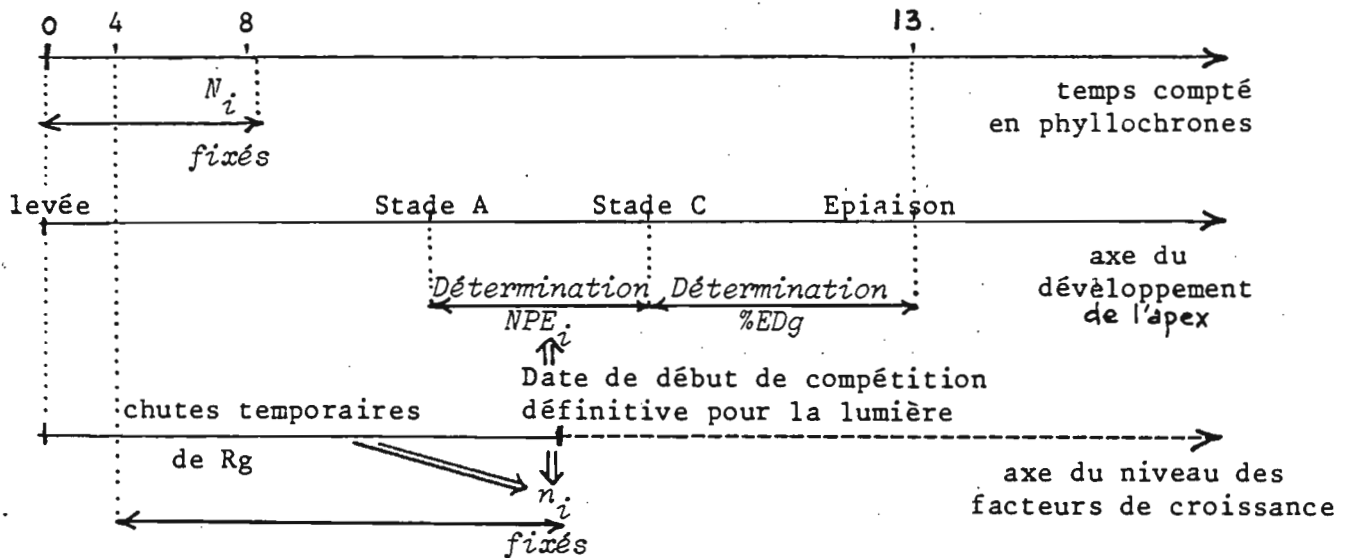 0 4 8 13.
N_i
temps compté
en phyllochrones
fixés
levée Stade A Stade C Epiaison
axe du
dévèloppement
de l'apex
Détermination Détermination
NPE_i %EDg
Date de début de compétition
définitive pour la lumière
chutes temporaires
de Rg
n_i
axe du niveau des
facteurs de croissance
fixés